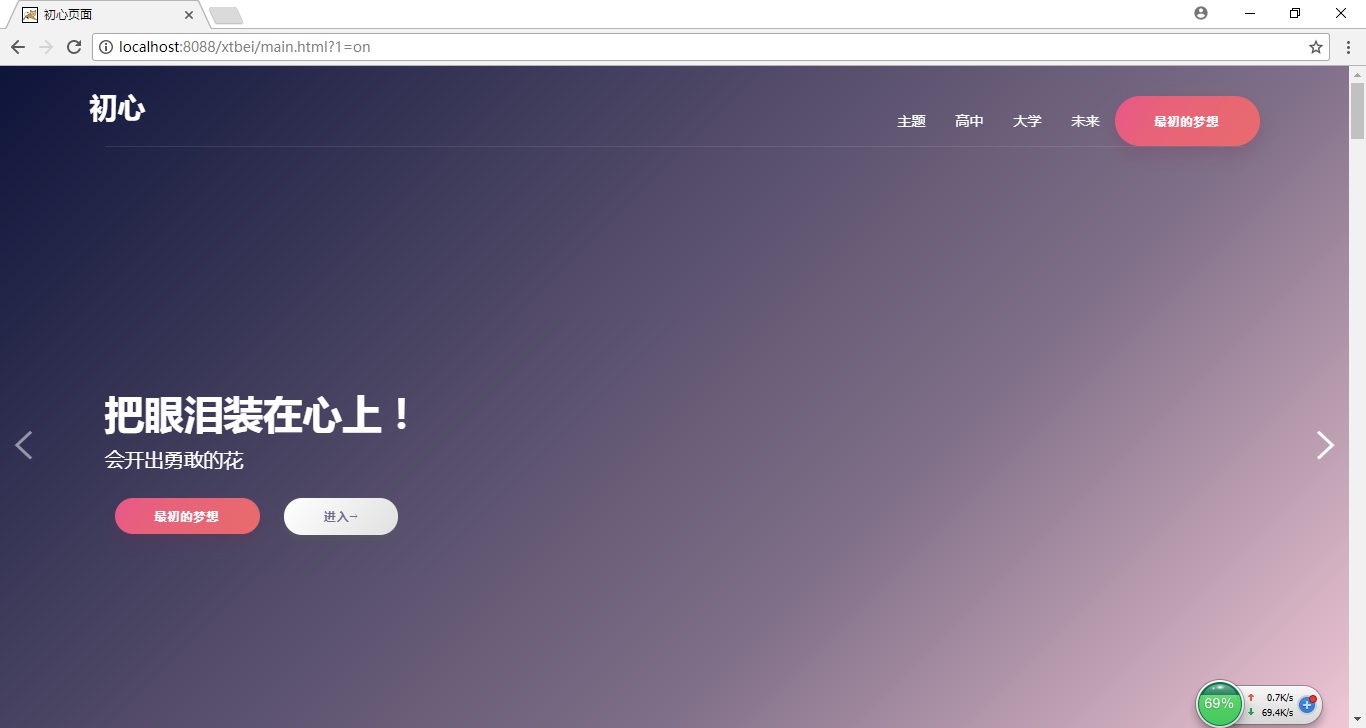 初心页面
localhost:8088/xtbei/main.html?1=on
初心
主题 高中 大学 未来 最初的梦想
把眼泪装在心上！
会开出勇敢的花
最初的梦想 进入→
69% 0.7K/s
69.4K/s